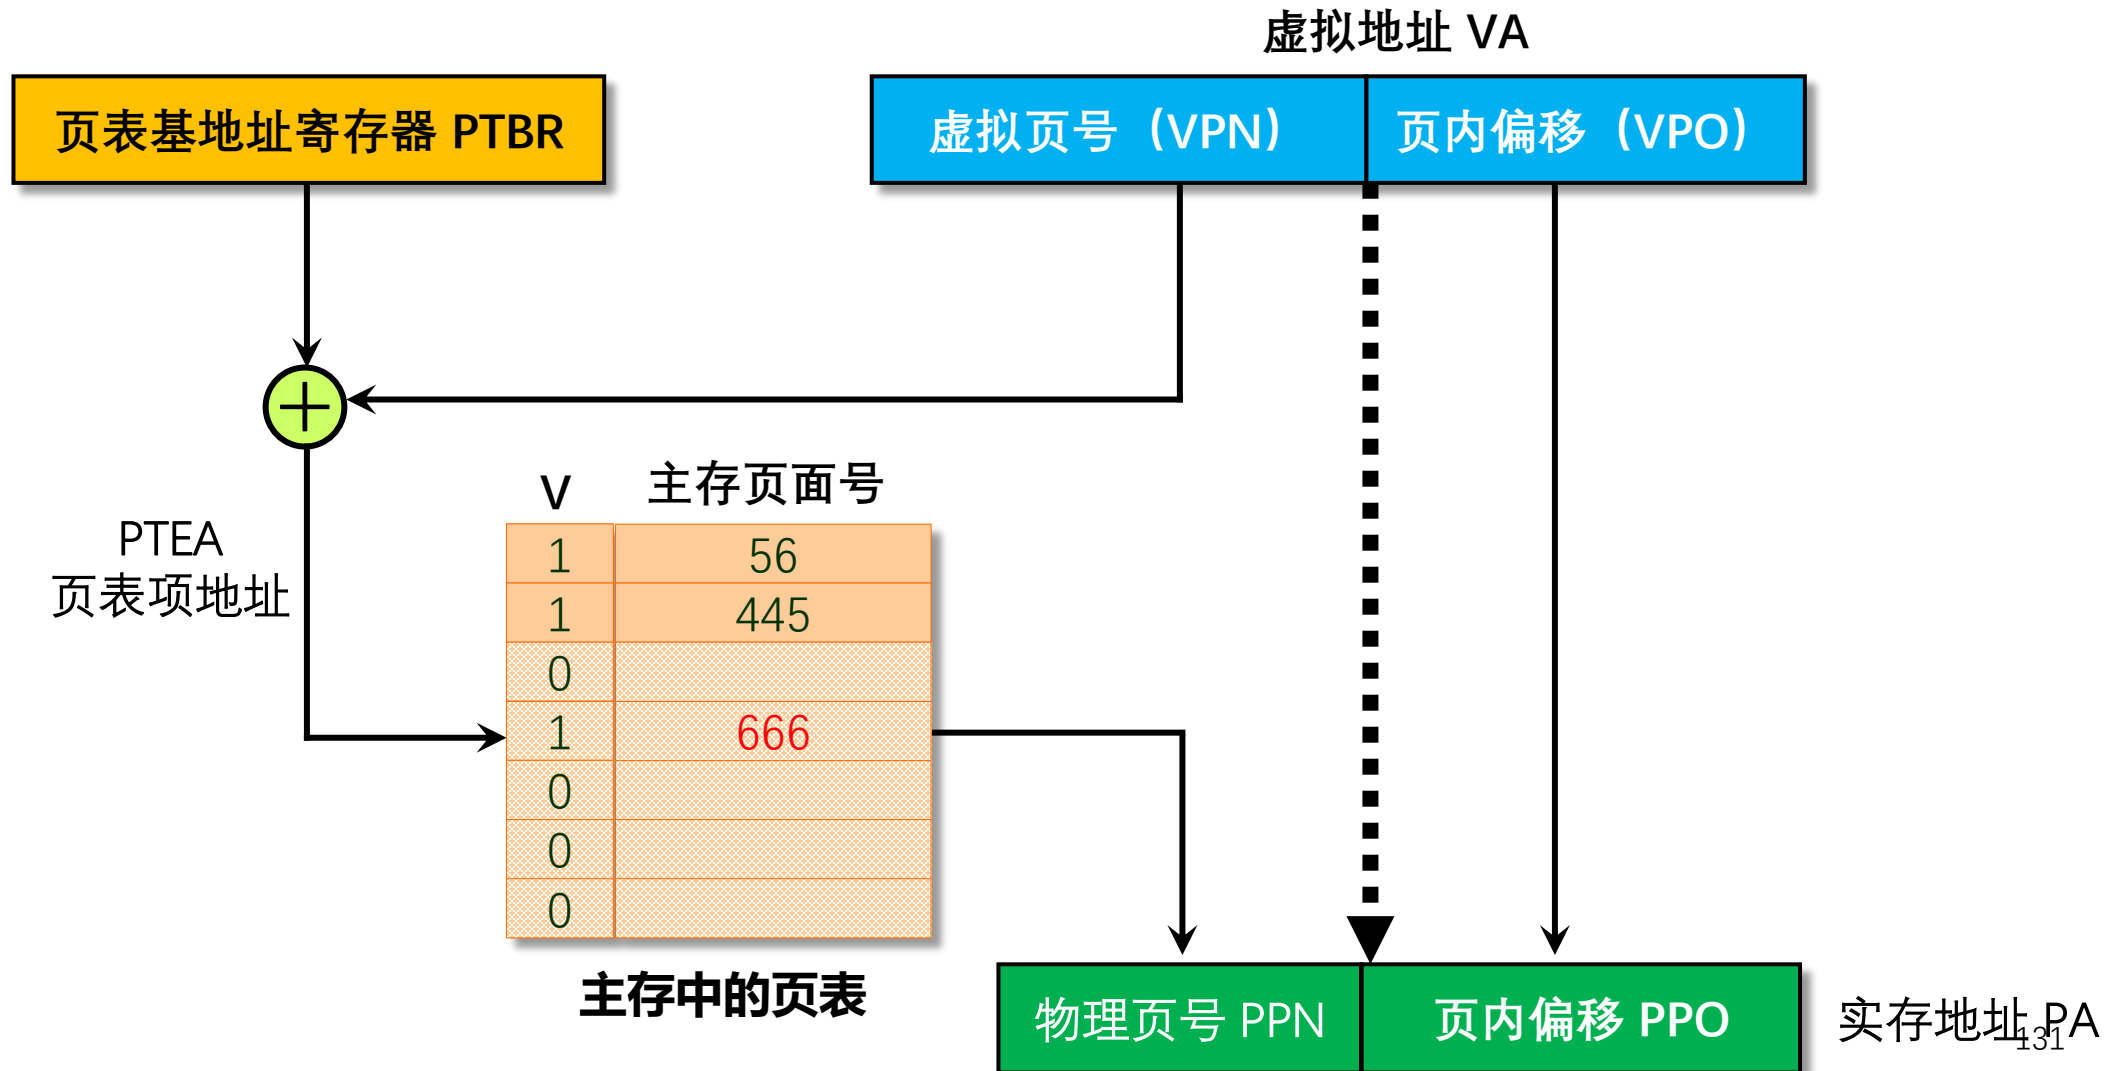 虚拟地址 VA
页表基地址寄存器 PTBR
虚拟页号（VPN）
页内偏移（VPO）
PTEA
页表项地址
V
主存页面号
1
56
1
445
0
1
666
0
0
0
主存中的页表
物理页号 PPN
页内偏移 PPO
实存地址 PA
131